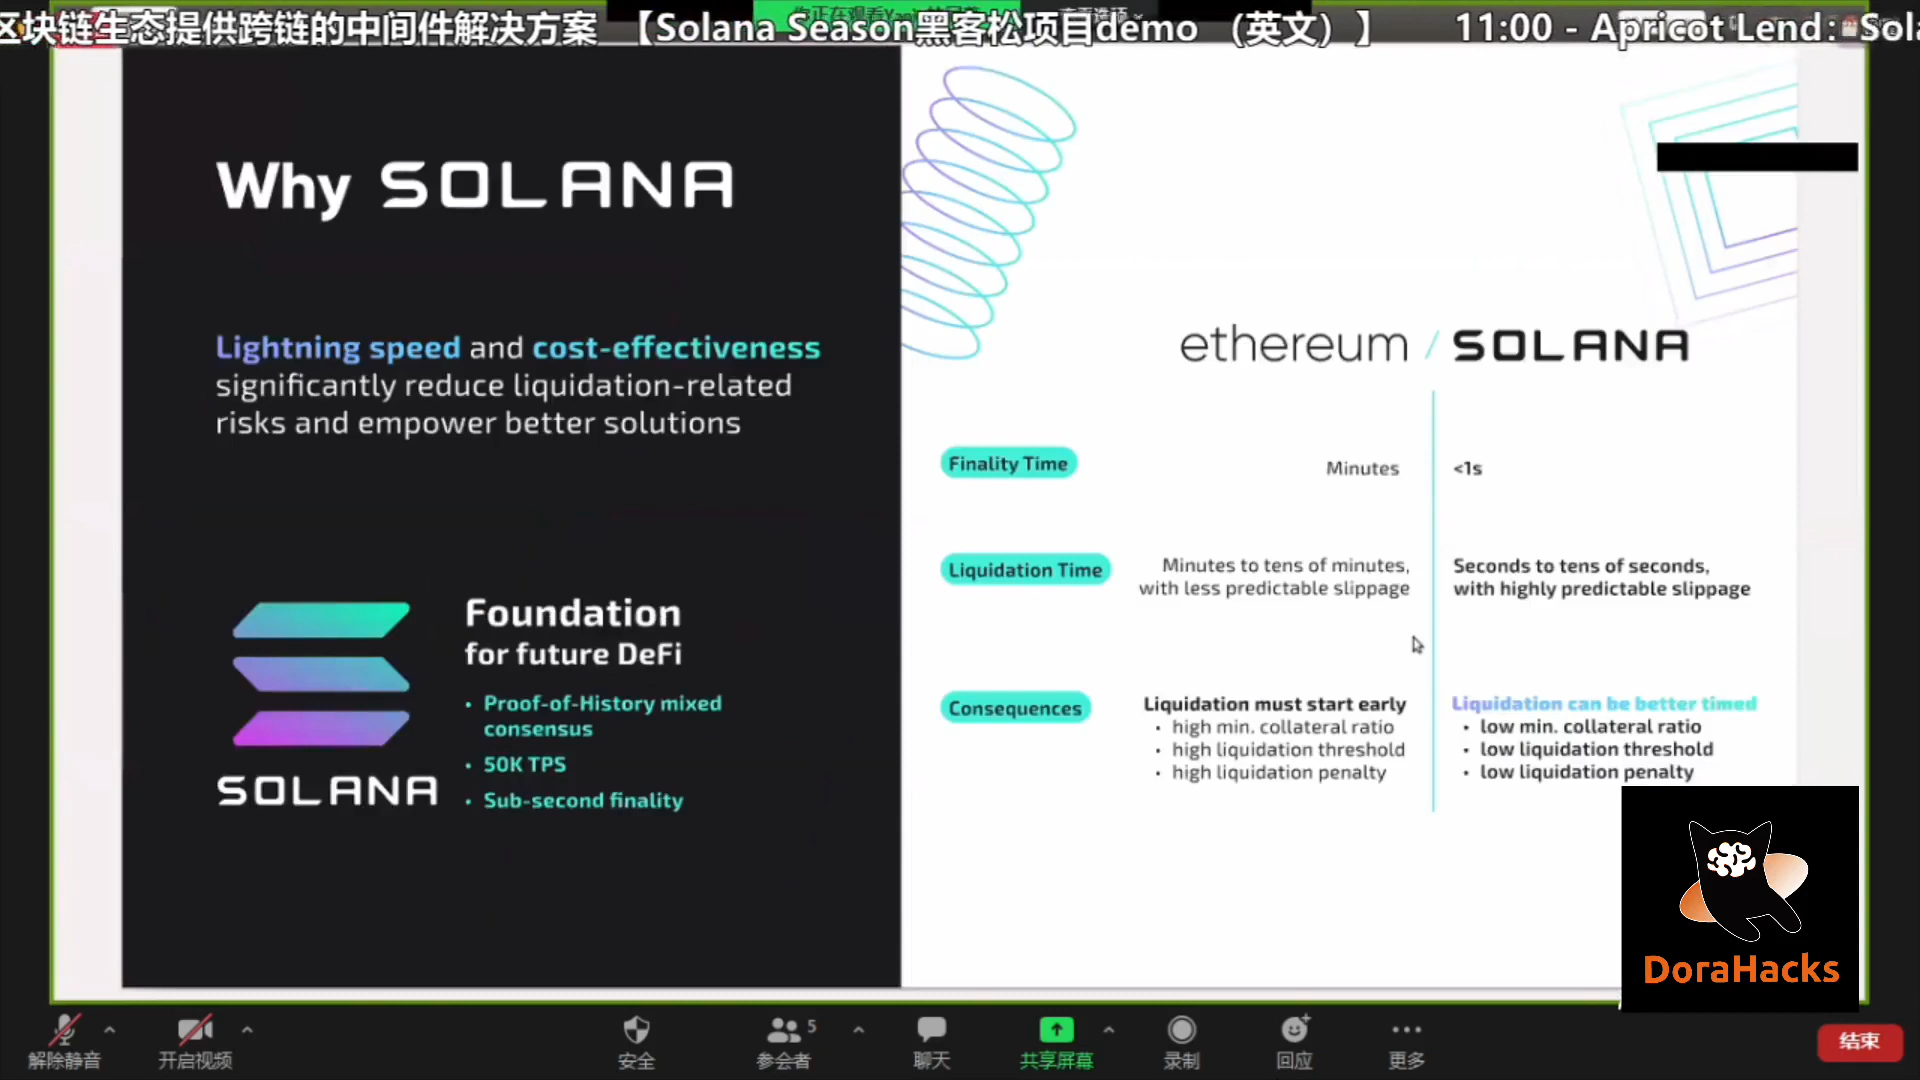 区块链生态提供跨链的中间件解决方案 【Solana Season黑客松项目demo （英文）】 11:00 - Apricot Lend: Sola
Why SOLANA
Lightning speed and cost-effectiveness
significantly reduce liquidation-related
risks and empower better solutions
Foundation
for future DeFi
• Proof-of-History mixed
consensus
• 50K TPS
• Sub-second finality
SOLANA
ethereum / SOLANA
Finality Time
Minutes
<1s
Liquidation Time
Minutes to tens of minutes,
with less predictable slippage
Seconds to tens of seconds,
with highly predictable slippage
Consequences
Liquidation must start early
• high min. collateral ratio
• high liquidation threshold
• high liquidation penalty
Liquidation can be better timed
• low min. collateral ratio
• low liquidation threshold
• low liquidation penalty
DoraHacks
解除静音
开启视频
安全
5
参会者
聊天
共享屏幕
录制
回应
更多
结束